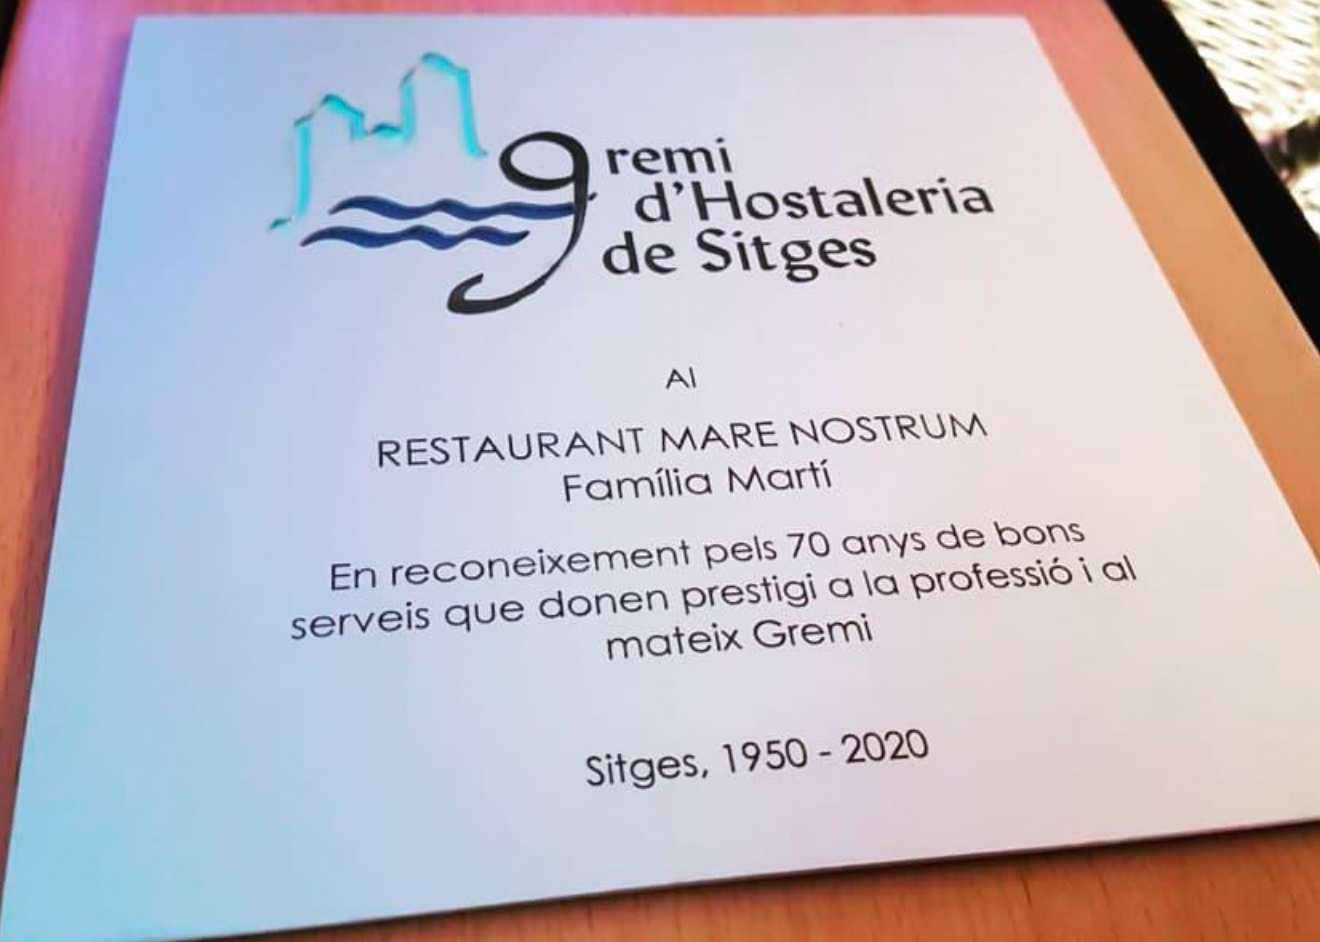 gremi
d'Hostaleria
de Sitges
Al
RESTAURANT MARE NOSTRUM
Família Martí
En reconeixement pels 70 anys de bons
serveis que donen prestigi a la professió i al
mateix Gremi
Sitges, 1950 - 2020